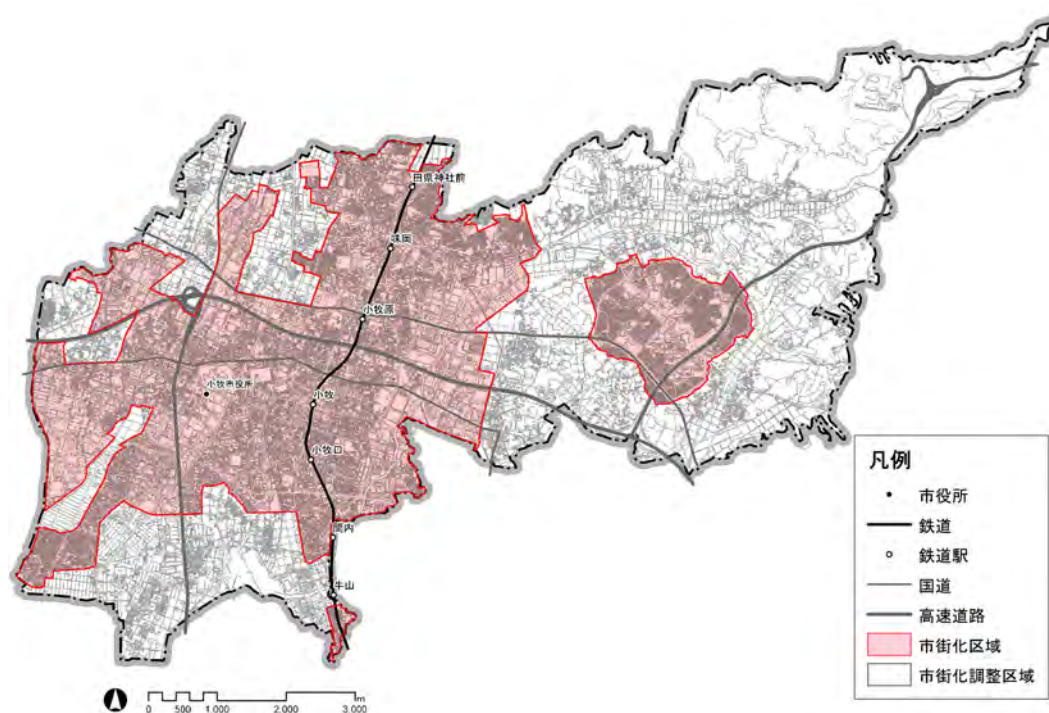 田県神社前
味岡
小牧原
小牧市役所
小牧
小牧口
間内
牛山
凡例
市役所
鉄道
鉄道駅
国道
高速道路
市街化区域
市街化調整区域
0 500 1,000 2,000 3,000 m